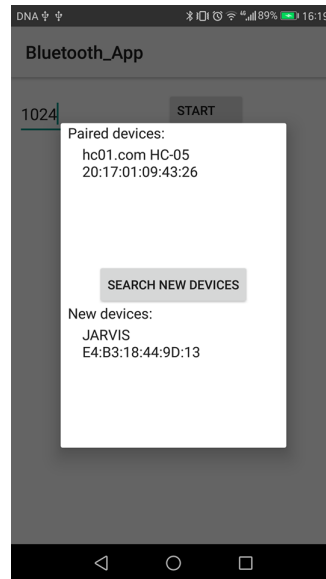 DNA 89% 16:19
Bluetooth_App
1024 START
Paired devices:
hc01.com HC-05
20:17:01:09:43:26
SEARCH NEW DEVICES
New devices:
JARVIS
E4:B3:18:44:9D:13